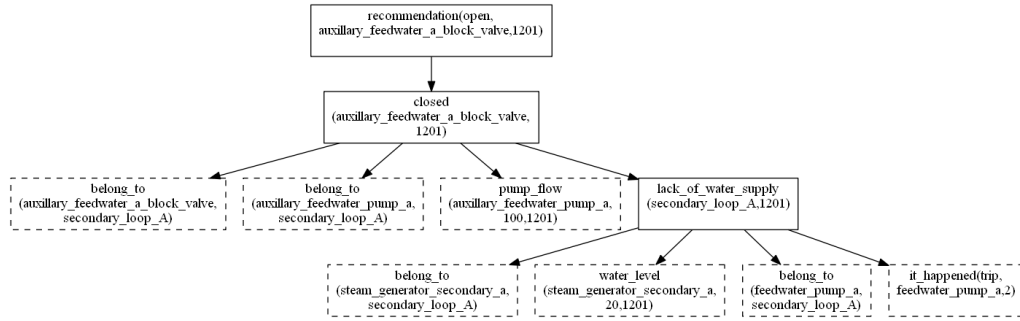 recommendation(open,
auxillary_feedwater_a_block_valve,1201)
closed
(auxillary_feedwater_a_block_valve,
1201)
belong_to
(auxillary_feedwater_a_block_valve,
secondary_loop_A)
belong_to
(auxillary_feedwater_pump_a,
secondary_loop_A)
pump_flow
(auxillary_feedwater_pump_a,
100,1201)
lack_of_water_supply
(secondary_loop_A,1201)
belong_to
(steam_generator_secondary_a,
secondary_loop_A)
water_level
(steam_generator_secondary_a,
20,1201)
belong_to
(feedwater_pump_a,
secondary_loop_A)
it_happened(trip,
feedwater_pump_a,2)